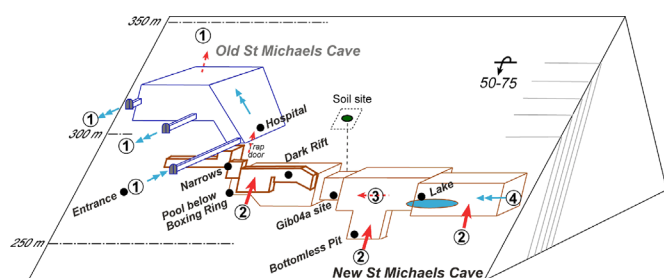 350 m
1
Old St Michaels Cave
1
50-75
Soil site
Hospital
300 m
1
Trap
door
Dark Rift
1
Narrows
Entrance
Pool below
Boxing Ring
2
3
Lake
4
Gib04a site
2
2
250 m
Bottomless Pit
New St Michaels Cave